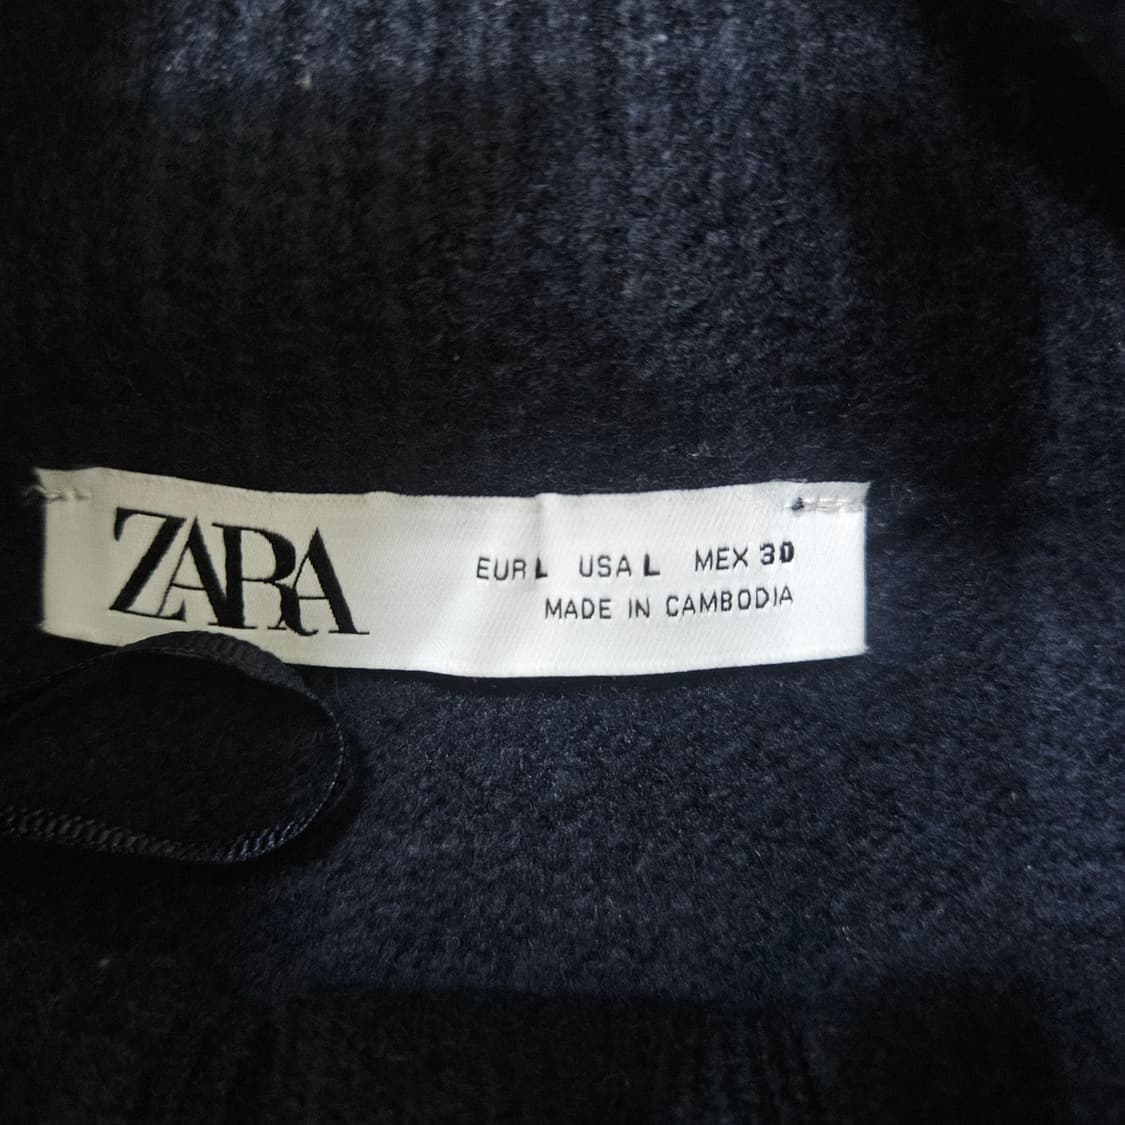 ZARA
EUR L USA L MEX 30
MADE IN CAMBODIA